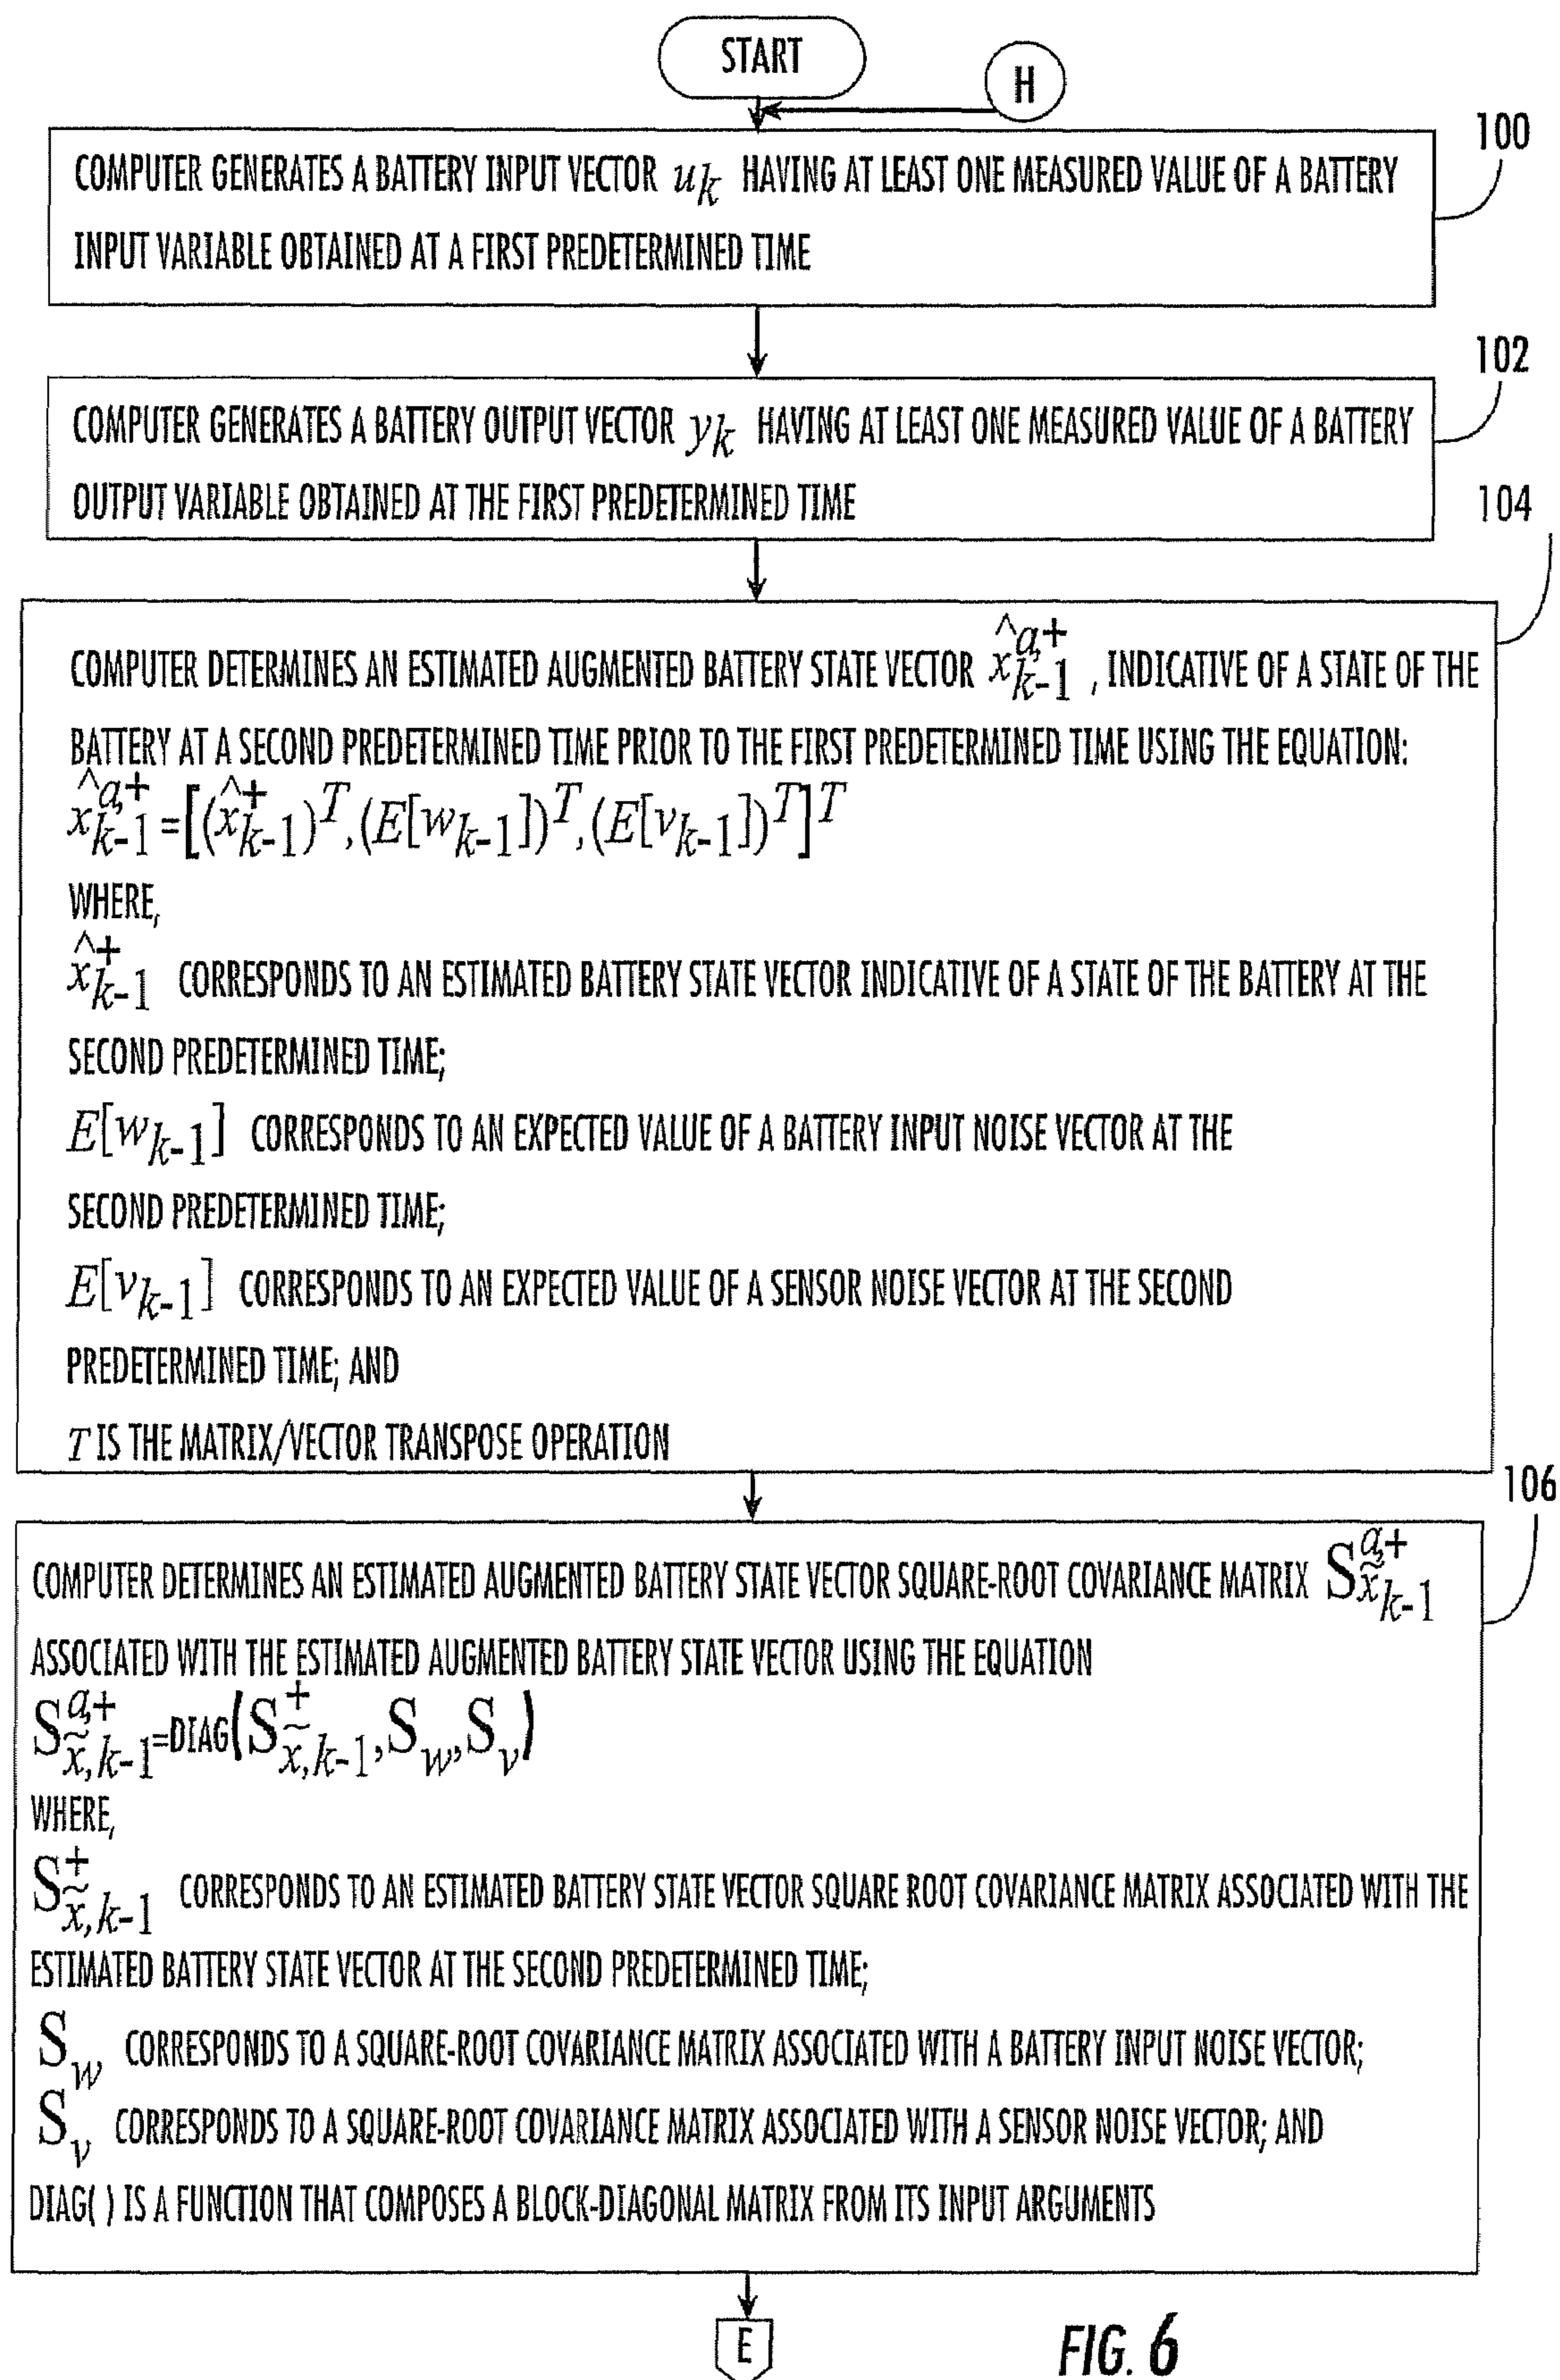 START
H
100
COMPUTER GENERATES A BATTERY INPUT VECTOR u_k HAVING AT LEAST ONE MEASURED VALUE OF A BATTERY
INPUT VARIABLE OBTAINED AT A FIRST PREDETERMINED TIME
102
COMPUTER GENERATES A BATTERY OUTPUT VECTOR y_k HAVING AT LEAST ONE MEASURED VALUE OF A BATTERY
OUTPUT VARIABLE OBTAINED AT THE FIRST PREDETERMINED TIME
104
COMPUTER DETERMINES AN ESTIMATED AUGMENTED BATTERY STATE VECTOR \hat{x}_{k-1}^{a,+} , INDICATIVE OF A STATE OF THE
BATTERY AT A SECOND PREDETERMINED TIME PRIOR TO THE FIRST PREDETERMINED TIME USING THE EQUATION:
\hat{x}_{k-1}^{a,+}=[(\hat{x}_{k-1}^{+})^T,(E[w_{k-1}])^T,(E[v_{k-1}])^T]^T
WHERE,
\hat{x}_{k-1}^{+} CORRESPONDS TO AN ESTIMATED BATTERY STATE VECTOR INDICATIVE OF A STATE OF THE BATTERY AT THE
SECOND PREDETERMINED TIME;
E[w_{k-1}] CORRESPONDS TO AN EXPECTED VALUE OF A BATTERY INPUT NOISE VECTOR AT THE
SECOND PREDETERMINED TIME;
E[v_{k-1}] CORRESPONDS TO AN EXPECTED VALUE OF A SENSOR NOISE VECTOR AT THE SECOND
PREDETERMINED TIME; AND
T IS THE MATRIX/VECTOR TRANSPOSE OPERATION
106
COMPUTER DETERMINES AN ESTIMATED AUGMENTED BATTERY STATE VECTOR SQUARE-ROOT COVARIANCE MATRIX S_{\tilde{x}k-1}^{a,+}
ASSOCIATED WITH THE ESTIMATED AUGMENTED BATTERY STATE VECTOR USING THE EQUATION
S_{\tilde{x},k-1}^{a,+}=DIAG(S_{\tilde{x},k-1}^{+},S_w,S_v)
WHERE,
S_{\tilde{x},k-1}^{+} CORRESPONDS TO AN ESTIMATED BATTERY STATE VECTOR SQUARE ROOT COVARIANCE MATRIX ASSOCIATED WITH THE
ESTIMATED BATTERY STATE VECTOR AT THE SECOND PREDETERMINED TIME;
S_w CORRESPONDS TO A SQUARE-ROOT COVARIANCE MATRIX ASSOCIATED WITH A BATTERY INPUT NOISE VECTOR;
S_v CORRESPONDS TO A SQUARE-ROOT COVARIANCE MATRIX ASSOCIATED WITH A SENSOR NOISE VECTOR; AND
DIAG( ) IS A FUNCTION THAT COMPOSES A BLOCK-DIAGONAL MATRIX FROM ITS INPUT ARGUMENTS
E
FIG. 6